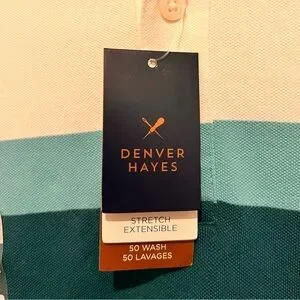 DENVER
HAYES
STRETCH
EXTENSIBLE
50 WASH
50 LAVAGES